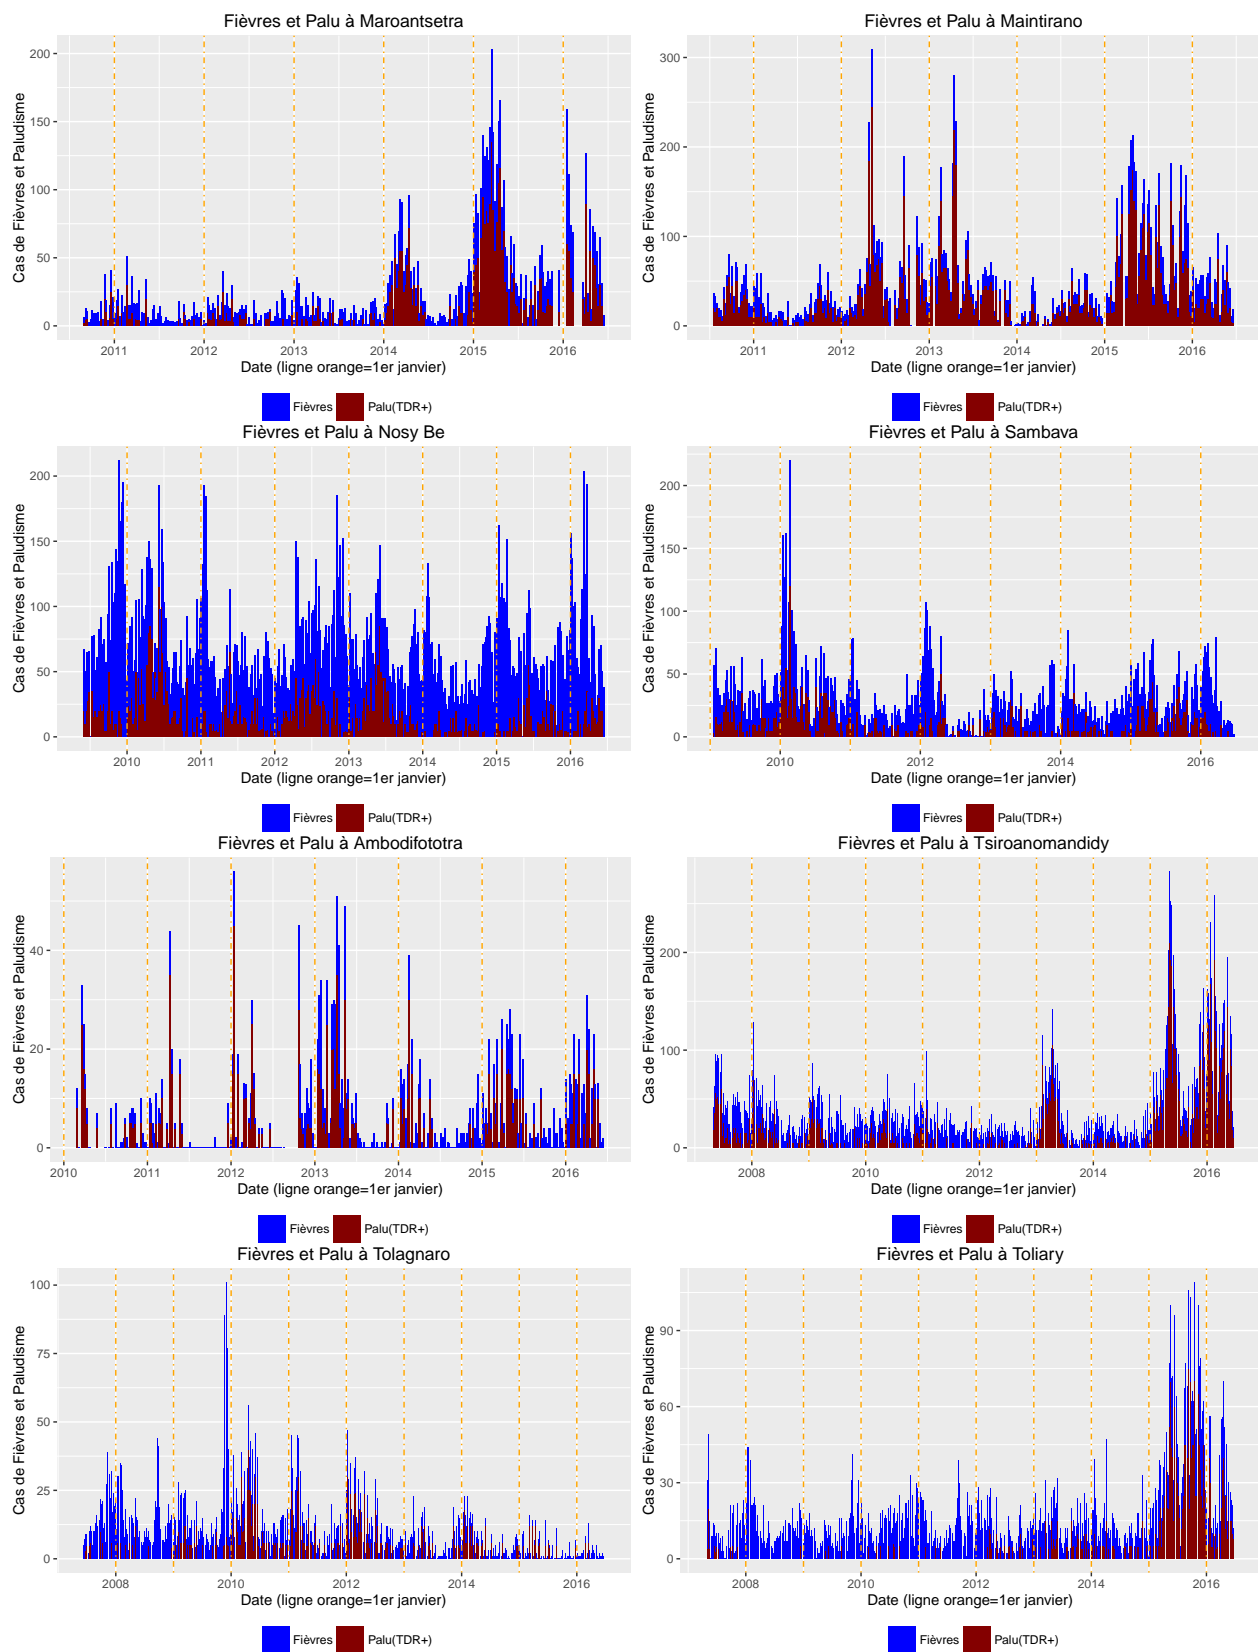 Fièvres et Palu à Maroantsetra
Cas de Fièvres et Paludisme
200
150
100
50
0
2011 2012 2013 2014 2015 2016
Date (ligne orange=1er janvier)
Fièvres Palu(TDR+)
Fièvres et Palu à Maintirano
Cas de Fièvres et Paludisme
300
200
100
0
2011 2012 2013 2014 2015 2016
Date (ligne orange=1er janvier)
Fièvres Palu(TDR+)
Fièvres et Palu à Nosy Be
Cas de Fièvres et Paludisme
200
150
100
50
0
2010 2011 2012 2013 2014 2015 2016
Date (ligne orange=1er janvier)
Fièvres Palu(TDR+)
Fièvres et Palu à Sambava
Cas de Fièvres et Paludisme
200
150
100
50
0
2010 2012 2014 2016
Date (ligne orange=1er janvier)
Fièvres Palu(TDR+)
Fièvres et Palu à Ambodifototra
Cas de Fièvres et Paludisme
40
20
0
2010 2011 2012 2013 2014 2015 2016
Date (ligne orange=1er janvier)
Fièvres Palu(TDR+)
Fièvres et Palu à Tsiroanomandidy
Cas de Fièvres et Paludisme
200
100
0
2008 2010 2012 2014 2016
Date (ligne orange=1er janvier)
Fièvres Palu(TDR+)
Fièvres et Palu à Tolagnaro
Cas de Fièvres et Paludisme
100
75
50
25
0
2008 2010 2012 2014 2016
Date (ligne orange=1er janvier)
Fièvres Palu(TDR+)
Fièvres et Palu à Toliary
Cas de Fièvres et Paludisme
90
60
30
0
2008 2010 2012 2014 2016
Date (ligne orange=1er janvier)
Fièvres Palu(TDR+)